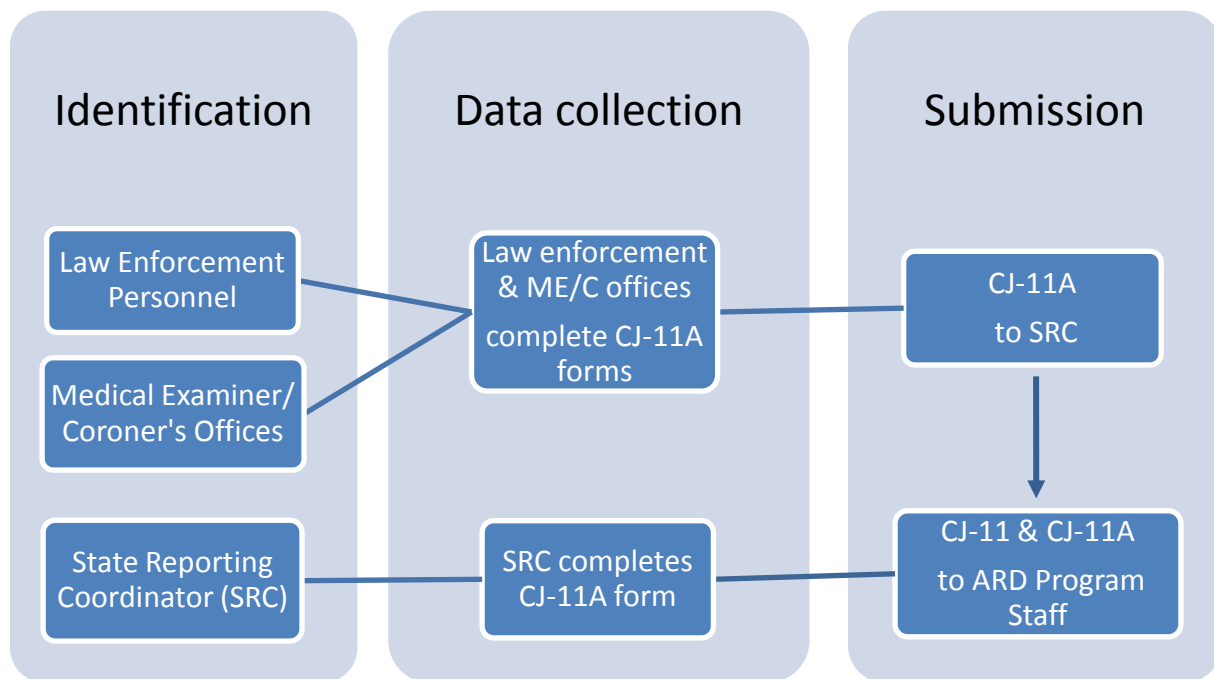 Identification
Law Enforcement
Personnel
Medical Examiner/
Coroner's Offices
State Reporting
Coordinator (SRC)
Data collection
Law enforcement
& ME/C offices
complete CJ-11A
forms
SRC completes
CJ-11A form
Submission
CJ-11A
to SRC
CJ-11 & CJ-11A
to ARD Program
Staff